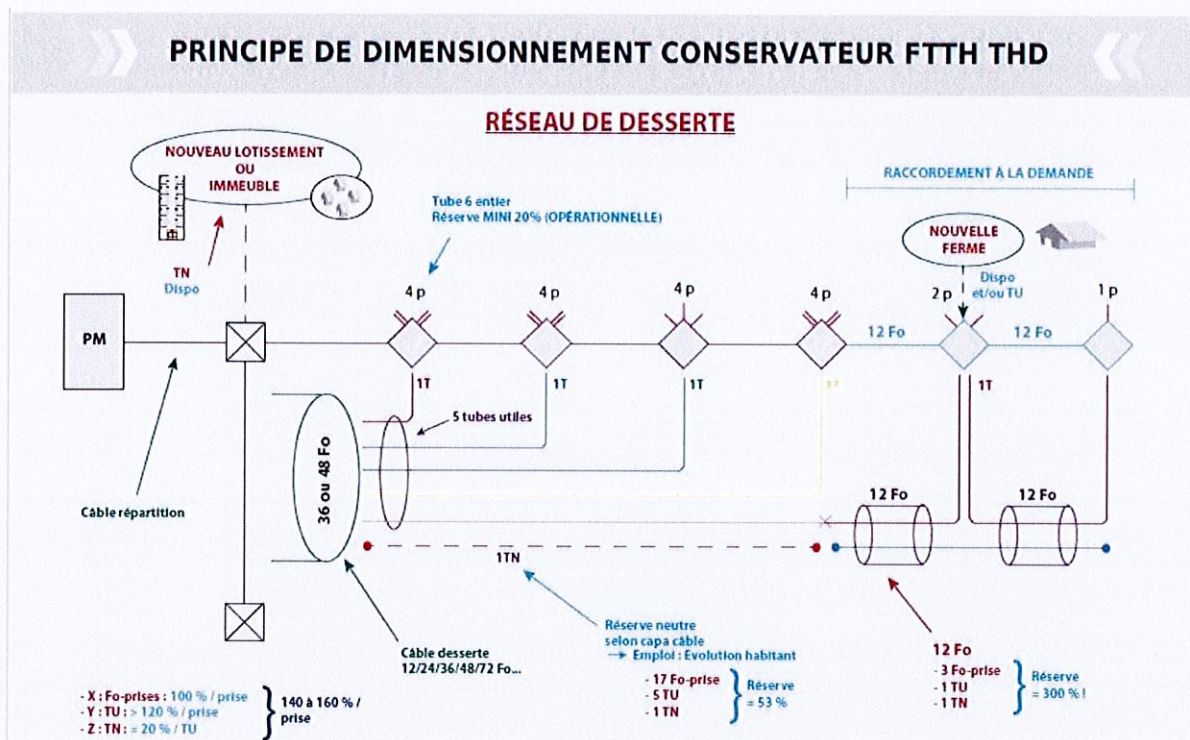 PRINCIPE DE DIMENSIONNEMENT CONSERVATEUR FTTH THD
RÉSEAU DE DESSERTE
NOUVEAU LOTISSEMENT
OU
IMMEUBLE
TN
Dispo
Tube 6 entier
Réserve MINI 20% (OPÉRATIONNELLE)
RACCORDEMENT À LA DEMANDE
NOUVELLE
FERME
Dispo
et/ou TU
4 p
4 p
4 p
4 p
2 p
1 p
PM
12 Fo
12 Fo
1T
1T
1T
1T
5 tubes utiles
36 ou 48 Fo
Câble répartition
12 Fo
12 Fo
1TN
Câble desserte
12/24/36/48/72 Fo...
Réserve neutre
selon capa câble
→ Emploi : Evolution habitant
- 17 Fo-prise
- 5 TU
- 1 TN
Réserve
= 53 %
12 Fo
- 3 Fo-prise
- 1 TU
- 1 TN
Réserve
= 300 % !
- X : Fo-prises : 100 % / prise
- Y : TU : > 120 % / prise
- Z : TN : = 20 % / TU
140 à 160 % /
prise